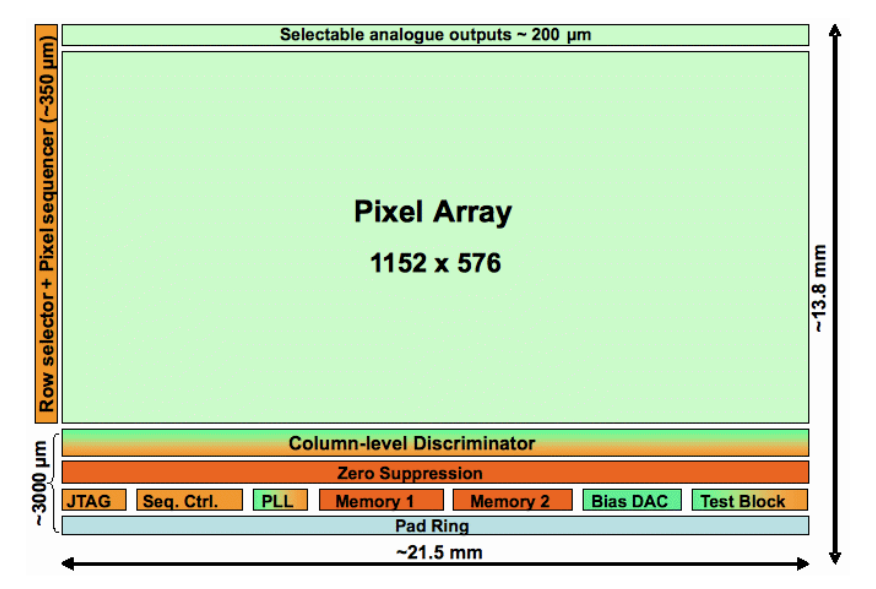 Selectable analogue outputs ~ 200 µm
Row selector + Pixel sequencer (~350 µm)
Pixel Array
1152 x 576
~13.8 mm
Column-level Discriminator
Zero Suppression
~3000 µm
JTAG
Seq. Ctrl.
PLL
Memory 1
Memory 2
Bias DAC
Test Block
Pad Ring
~21.5 mm